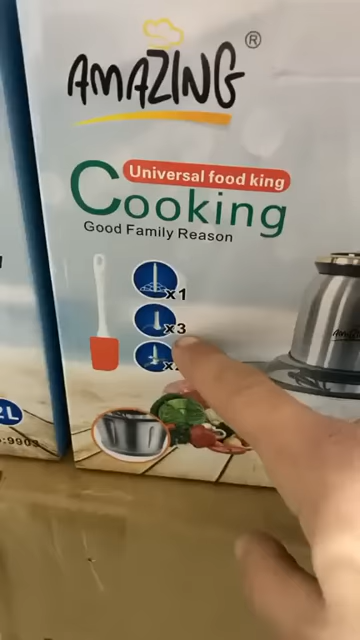 AMAZING®
Universal food king
Cooking
Good Family Reason
x1
x3
2L